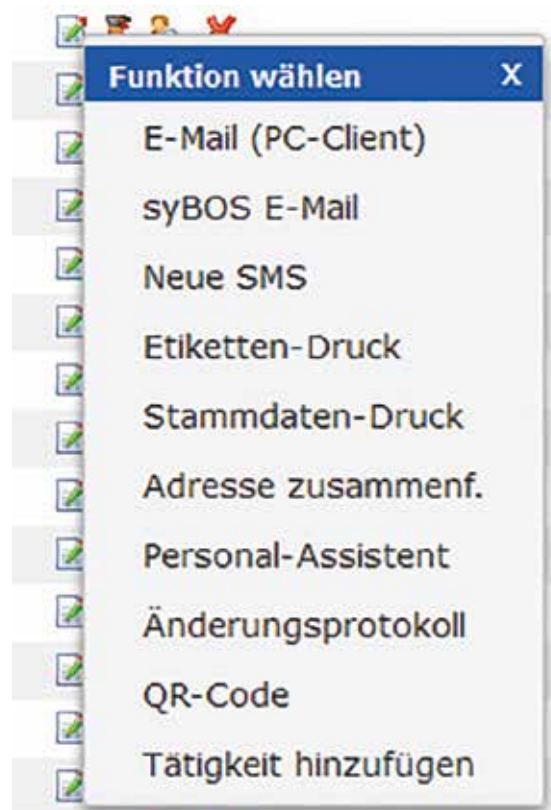 Funktion wählen X
E-Mail (PC-Client)
syBOS E-Mail
Neue SMS
Etiketten-Druck
Stammdaten-Druck
Adresse zusammenf.
Personal-Assistent
Änderungsprotokoll
QR-Code
Tätigkeit hinzufügen